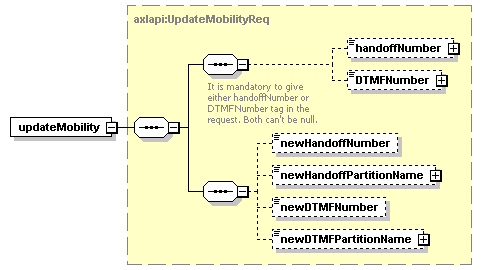 axlapi:UpdateMobilityReq
handoffNumber
DTMFNumber
It is mandatory to give
either handoffNumber or
DTMFNumber tag in the
request. Both can't be null.
updateMobility
newHandoffNumber
newHandoffPartitionName
newDTMFNumber
newDTMFPartitionName